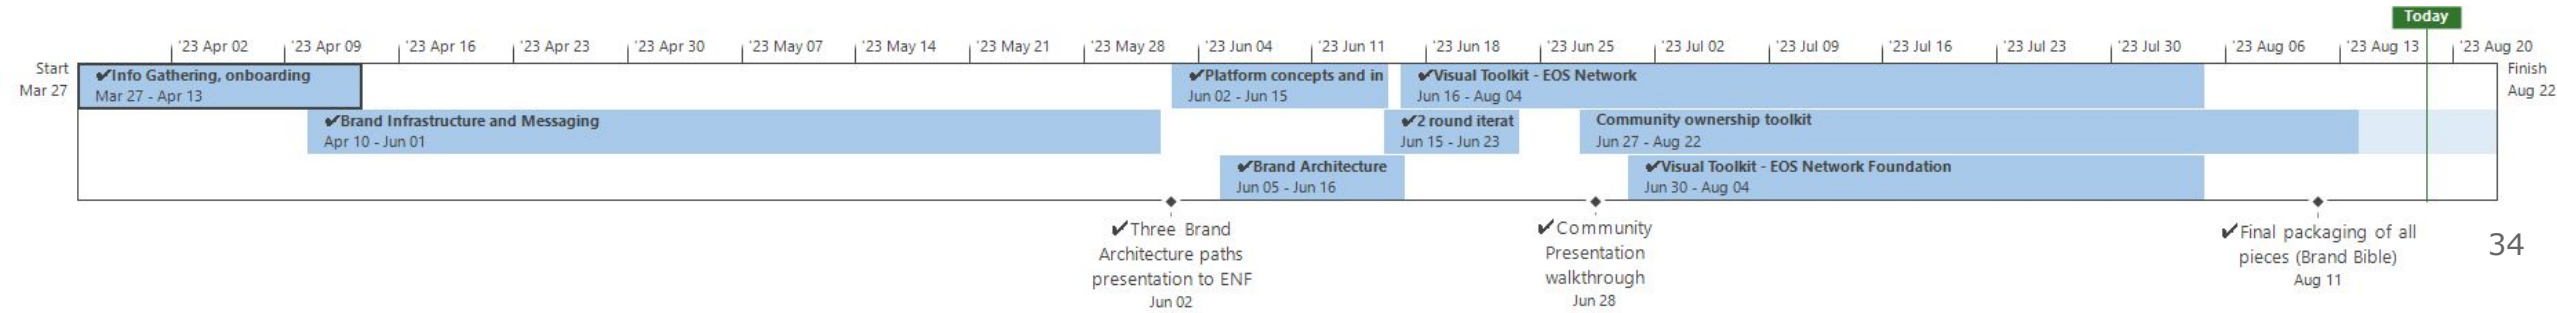 Today
'23 Apr 02 '23 Apr 09 '23 Apr 16 '23 Apr 23 '23 Apr 30 '23 May 07 '23 May 14 '23 May 21 '23 May 28 '23 Jun 04 '23 Jun 11 '23 Jun 18 '23 Jun 25 '23 Jul 02 '23 Jul 09 '23 Jul 16 '23 Jul 23 '23 Jul 30 '23 Aug 06 '23 Aug 13 '23 Aug 20
Start
Mar 27
✔Info Gathering, onboarding
Mar 27 - Apr 13
✔Platform concepts and in
Jun 02 - Jun 15
✔Visual Toolkit - EOS Network
Jun 16 - Aug 04
Finish
Aug 22
✔Brand Infrastructure and Messaging
Apr 10 - Jun 01
✔2 round iterat
Jun 15 - Jun 23
Community ownership toolkit
Jun 27 - Aug 22
✔Brand Architecture
Jun 05 - Jun 16
✔Visual Toolkit - EOS Network Foundation
Jun 30 - Aug 04
✔Three Brand
Architecture paths
presentation to ENF
Jun 02
✔Community
Presentation
walkthrough
Jun 28
✔Final packaging of all
pieces (Brand Bible)
Aug 11
34